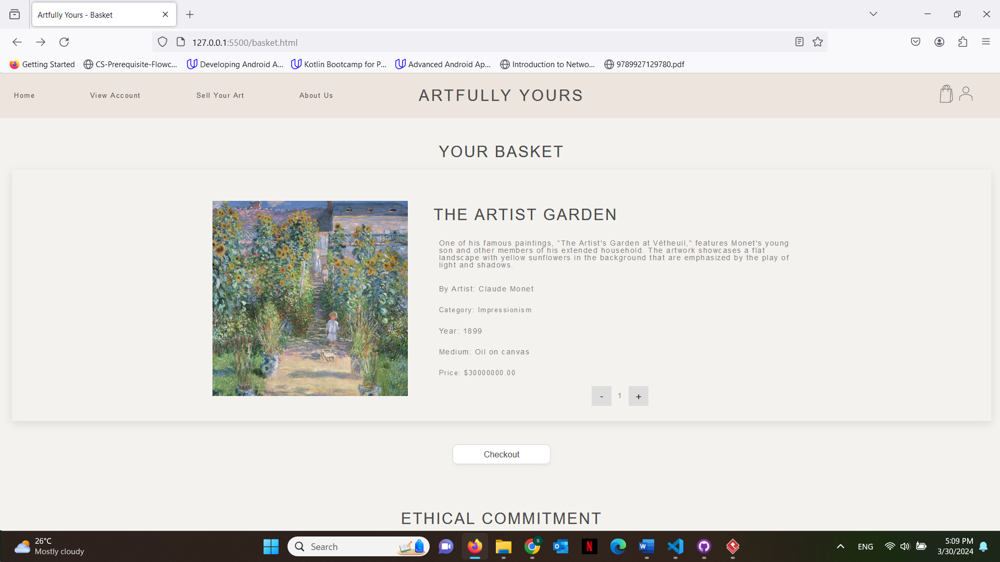 Artfully Yours - Basket
127.0.0.1:5500/basket.html
Getting Started
CS-Prerequisite-Flowc...
Developing Android A...
Kotlin Bootcamp for P...
Advanced Android Ap...
Introduction to Netwo...
9789927129780.pdf
Home
View Account
Sell Your Art
About Us
ARTFULLY YOURS
YOUR BASKET
THE ARTIST GARDEN
One of his famous paintings, “The Artist's Garden at Vétheuil,” features Monet's young
son and other members of his extended household. The artwork showcases a flat
landscape with yellow sunflowers in the background that are emphasized by the play of
light and shadows.
By Artist: Claude Monet
Category: Impressionism
Year: 1899
Medium: Oil on canvas
Price: $30000000.00
- 1 +
Checkout
ETHICAL COMMITMENT
26°C
Mostly cloudy
Search
ENG
5:09 PM
3/30/2024